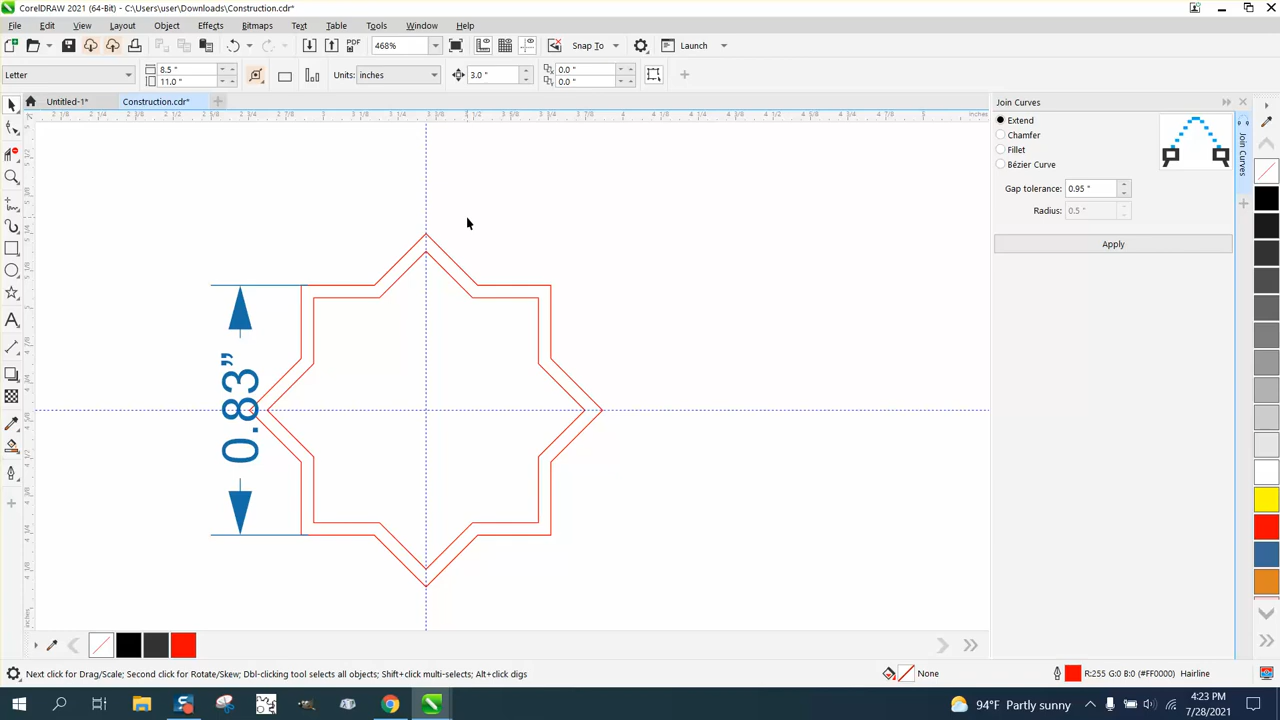 CorelDRAW 2021 (64-Bit) - C:\Users\user\Downloads\Construction.cdr*
File Edit View Layout Object Effects Bitmaps Text Table Tools Window Help
PDF 468% Snap To Launch
Letter 8.5 " 11.0 " Units: inches 3.0 " 0.0 " 0.0 "
Untitled-1* Construction.cdr*
Join Curves
Extend
Chamfer
Fillet
Bézier Curve
Gap tolerance: 0.95 "
Radius: 0.5 "
Apply
Join Curves
inches
0.83”
Next click for Drag/Scale; Second click for Rotate/Skew; Dbl-clicking tool selects all objects; Shift+click multi-selects; Alt+click digs
None
R:255 G:0 B:0 (#FF0000) Hairline
94°F Partly sunny
4:23 PM
7/28/2021